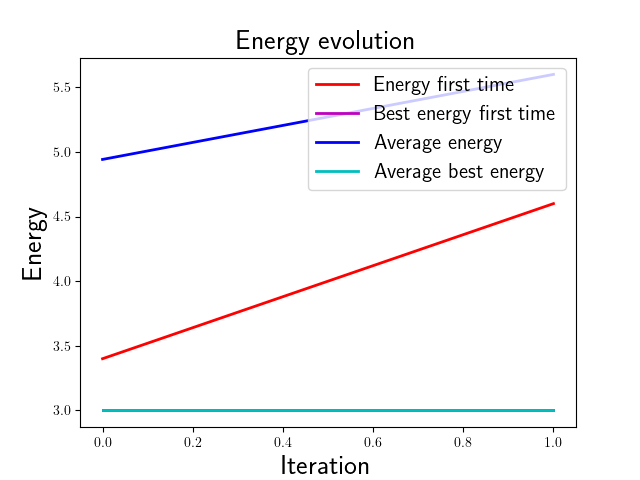 Energy evolution
Energy first time
Best energy first time
Average energy
Average best energy
Energy
5.5
5.0
4.5
4.0
3.5
3.0
0.0 0.2 0.4 0.6 0.8 1.0
Iteration